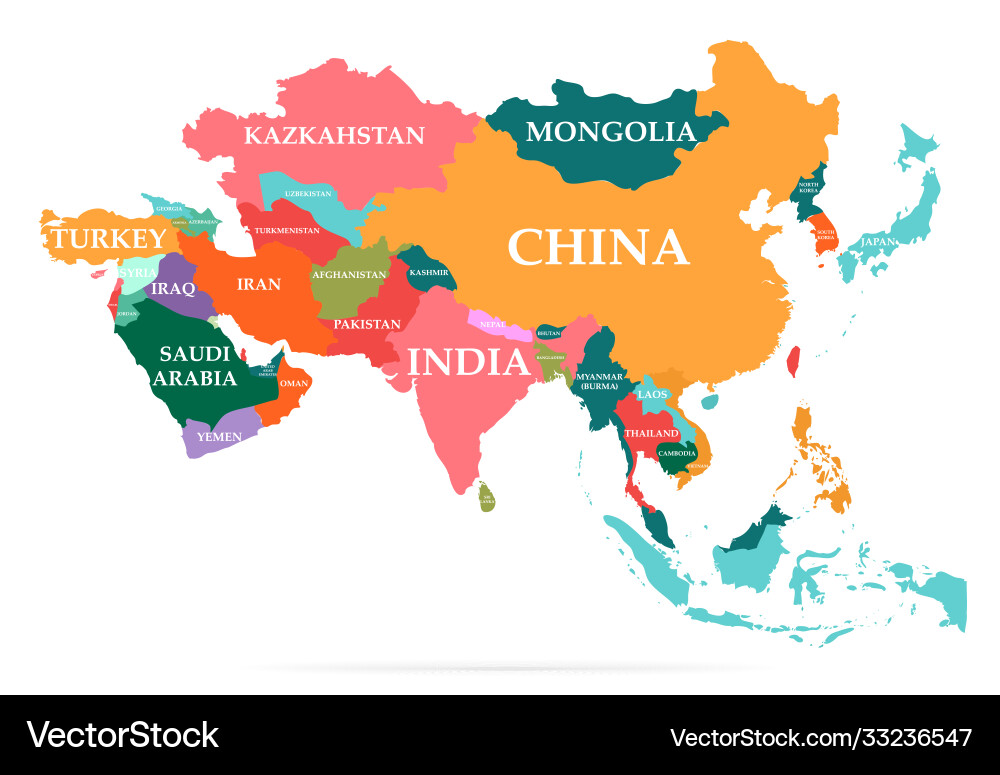 KAZKAHSTAN
MONGOLIA
UZBEKISTAN
GEORGIA
AZERBAIJAN
NORTH
KOREA
SOUTH
KOREA
JAPAN
TURKEY
TURKMENISTAN
CHINA
SYRIA
IRAQ
IRAN
AFGHANISTAN
KASHMIR
JORDAN
PAKISTAN
NEPAL
BHUTAN
SAUDI
ARABIA
INDIA
BANGLADESH
UNITED
ARAB
EMIRATES
OMAN
MYANMAR
(BURMA)
LAOS
YEMEN
THAILAND
CAMBODIA
VIETNAM
SRI
LANKA
VectorStock®
VectorStock.com/33236547